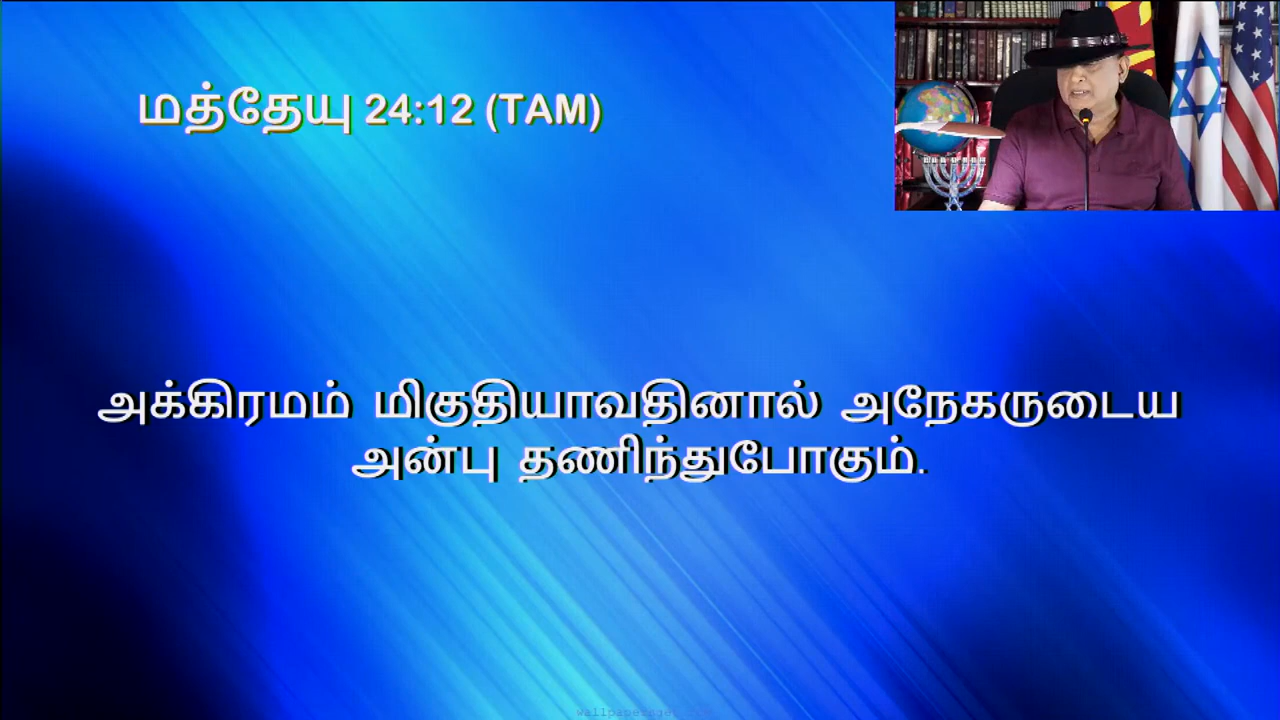 மத்தேயு 24:12 (TAM)
அக்கிரமம் மிகுதியாவதினால் அநேகருடைய
அன்பு தணிந்துபோகும்.